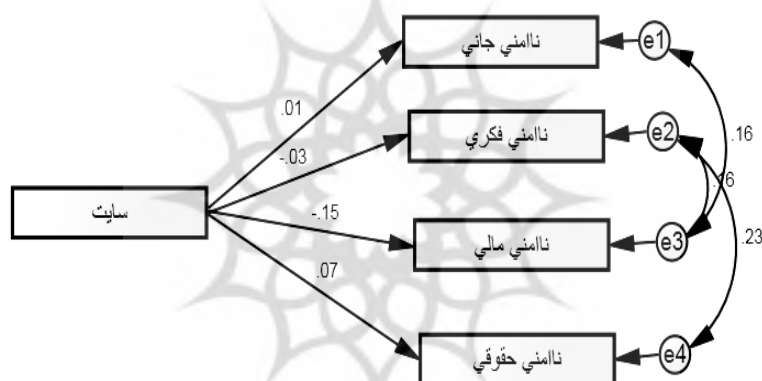 ناامني جاني
e1
.01
.16
ناامني فكري
e2
-.03
سايت
-.15
.23
ناامني مالي
e3
.07
ناامني حقوقي
e4